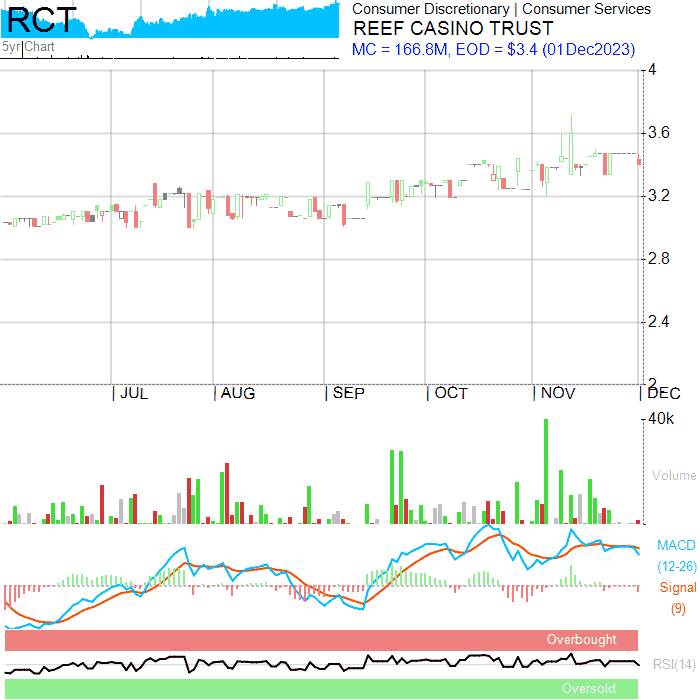 RCT
Consumer Discretionary | Consumer Services
REEF CASINO TRUST
MC = 166.8M, EOD = $3.4 (01Dec2023)
5yr Chart
4
3.6
3.2
2.8
2.4
2
JUL AUG SEP OCT NOV DEC
40k
Volume
MACD
(12-26)
Signal
(9)
Overbought
RSI(14)
Oversold